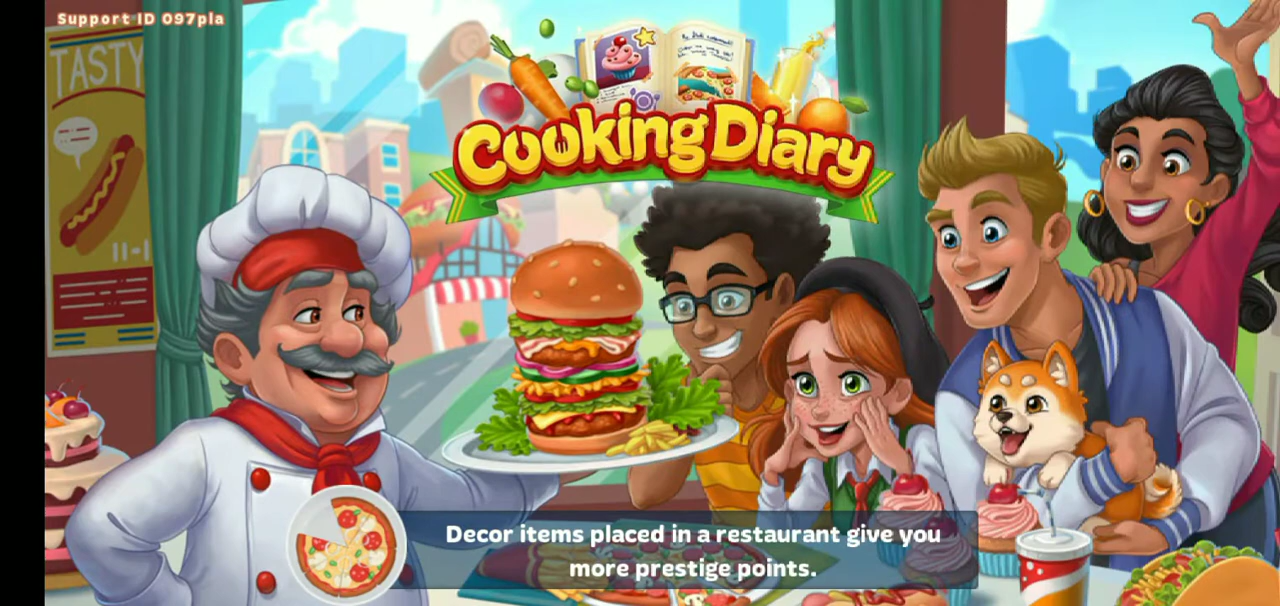 Support ID 097pla
TASTY
Cooking Diary
Decor items placed in a restaurant give you
more prestige points.